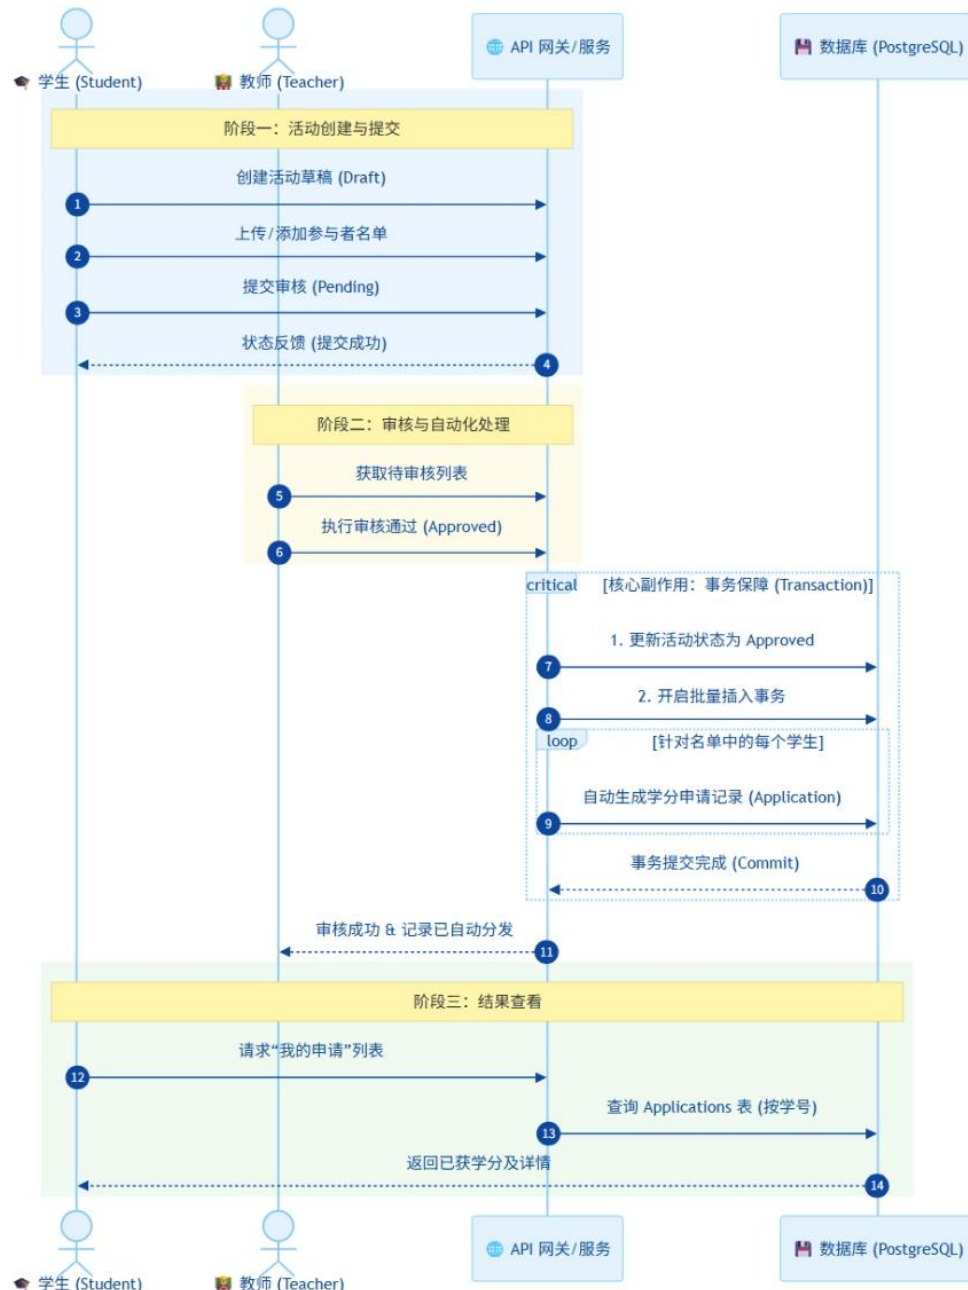 🎓 学生 (Student)
👩‍🏫 教师 (Teacher)
🌐 API 网关/服务
💾 数据库 (PostgreSQL)
阶段一：活动创建与提交
创建活动草稿 (Draft)
1
上传/添加参与者名单
2
提交审核 (Pending)
3
状态反馈 (提交成功)
4
阶段二：审核与自动化处理
获取待审核列表
5
执行审核通过 (Approved)
6
critical [核心副作用：事务保障 (Transaction)]
1. 更新活动状态为 Approved
7
2. 开启批量插入事务
8
loop [针对名单中的每个学生]
自动生成学分申请记录 (Application)
9
事务提交完成 (Commit)
10
审核成功 & 记录已自动分发
11
阶段三：结果查看
请求“我的申请”列表
12
查询 Applications 表 (按学号)
13
返回已获学分及详情
14
🎓 学生 (Student)
👩‍🏫 教师 (Teacher)
🌐 API 网关/服务
💾 数据库 (PostgreSQL)